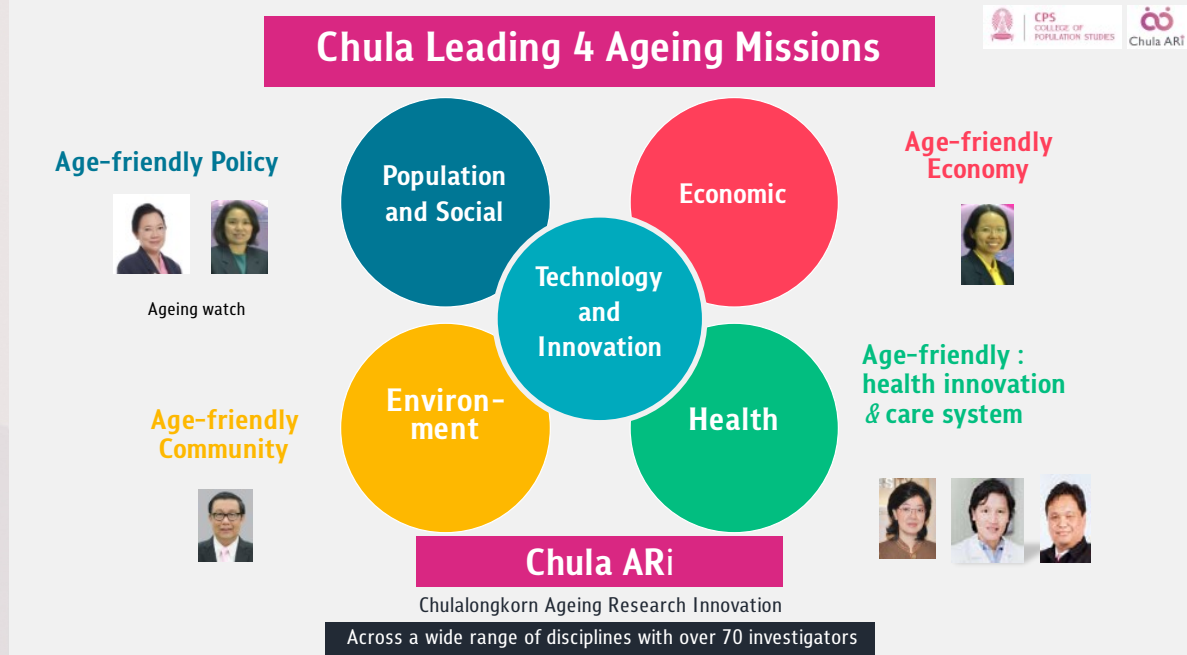 Chula Leading 4 Ageing Missions
CPS
COLLEGE OF
POPULATION STUDIES
Chula ARi
Age-friendly Policy
Ageing watch
Population
and Social
Economic
Age-friendly
Economy
Technology
and
Innovation
Age-friendly
Community
Environ-
ment
Health
Age-friendly :
health innovation
& care system
Chula ARi
Chulalongkorn Ageing Research Innovation
Across a wide range of disciplines with over 70 investigators